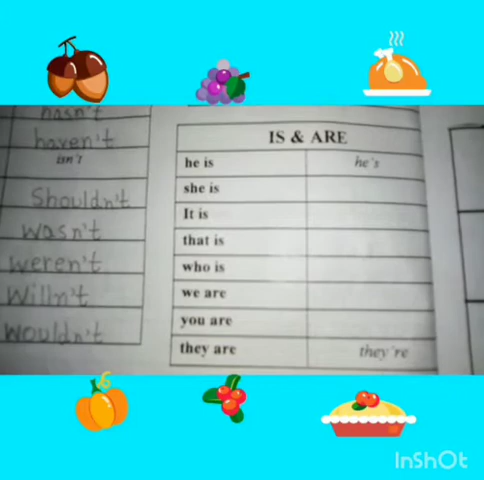 hasn't
haven't
isn't
Shouldn't
wasn't
weren't
Willn't
wouldn't
IS & ARE
he is he's
she is
It is
that is
who is
we are
you are
they are they're
InShOt